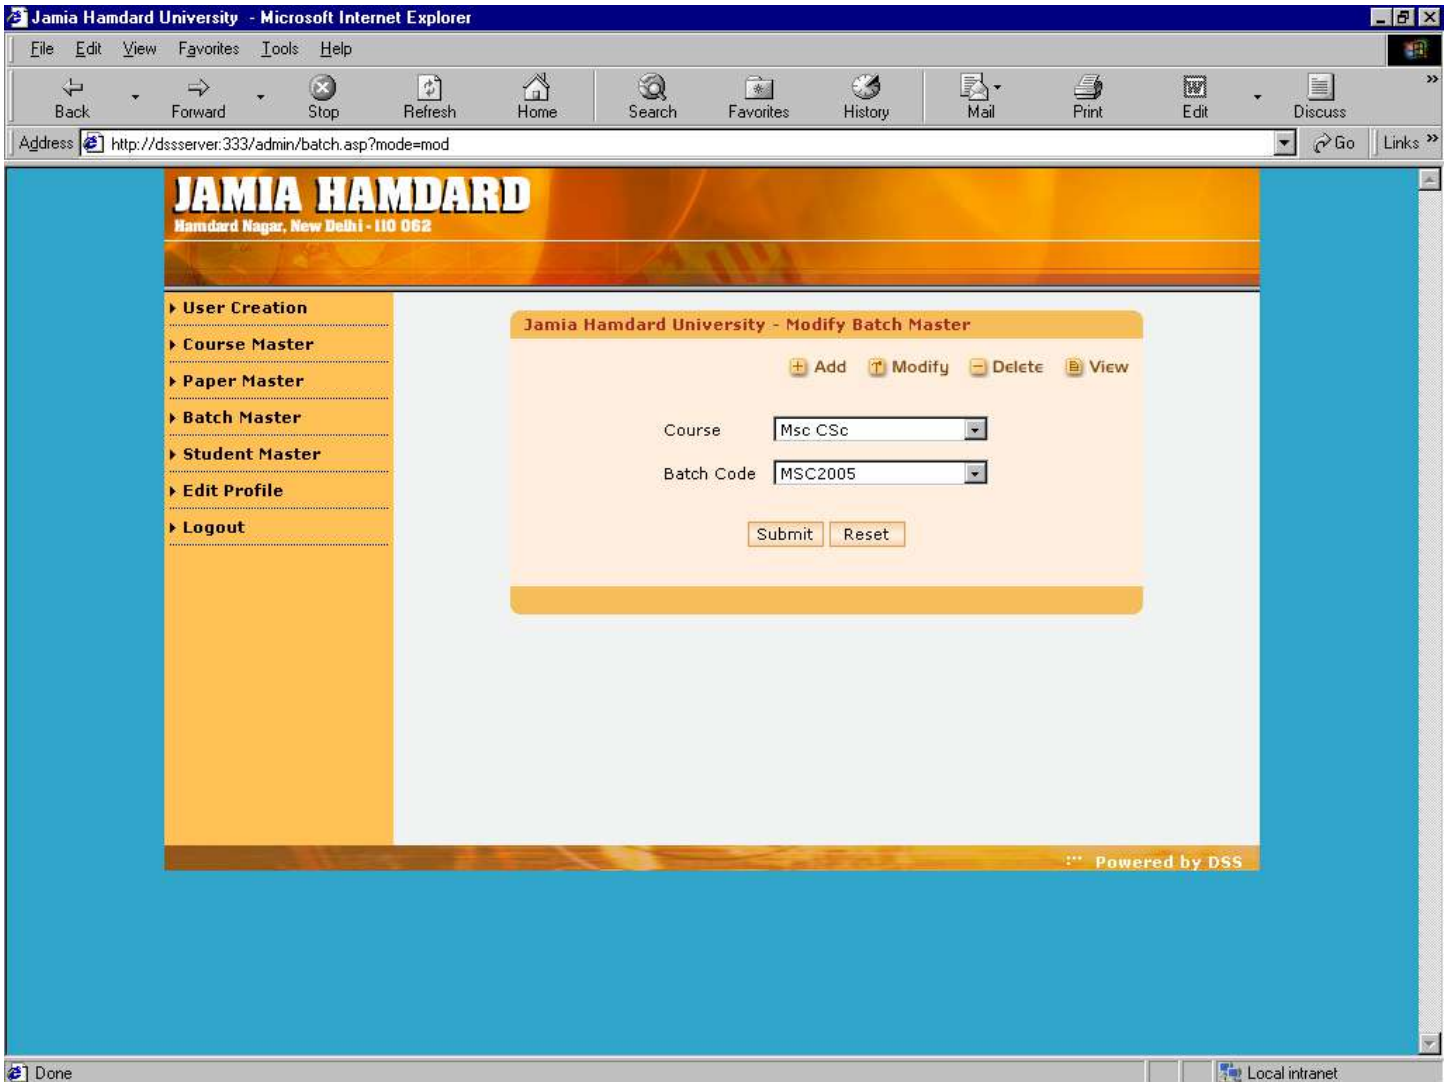 Jamia Hamdard University - Microsoft Internet Explorer
File Edit View Favorites Tools Help
Back Forward Stop Refresh Home Search Favorites History Mail Print Edit Discuss »
Address http://dssserver:333/admin/batch.asp?mode=mod Go Links »
JAMIA HAMDARD
Hamdard Nagar, New Delhi - 110 062
User Creation
Course Master
Paper Master
Batch Master
Student Master
Edit Profile
Logout
Jamia Hamdard University - Modify Batch Master
Add Modify Delete View
Course Msc CSc
Batch Code MSC2005
Submit Reset
Powered by DSS
Done Local intranet